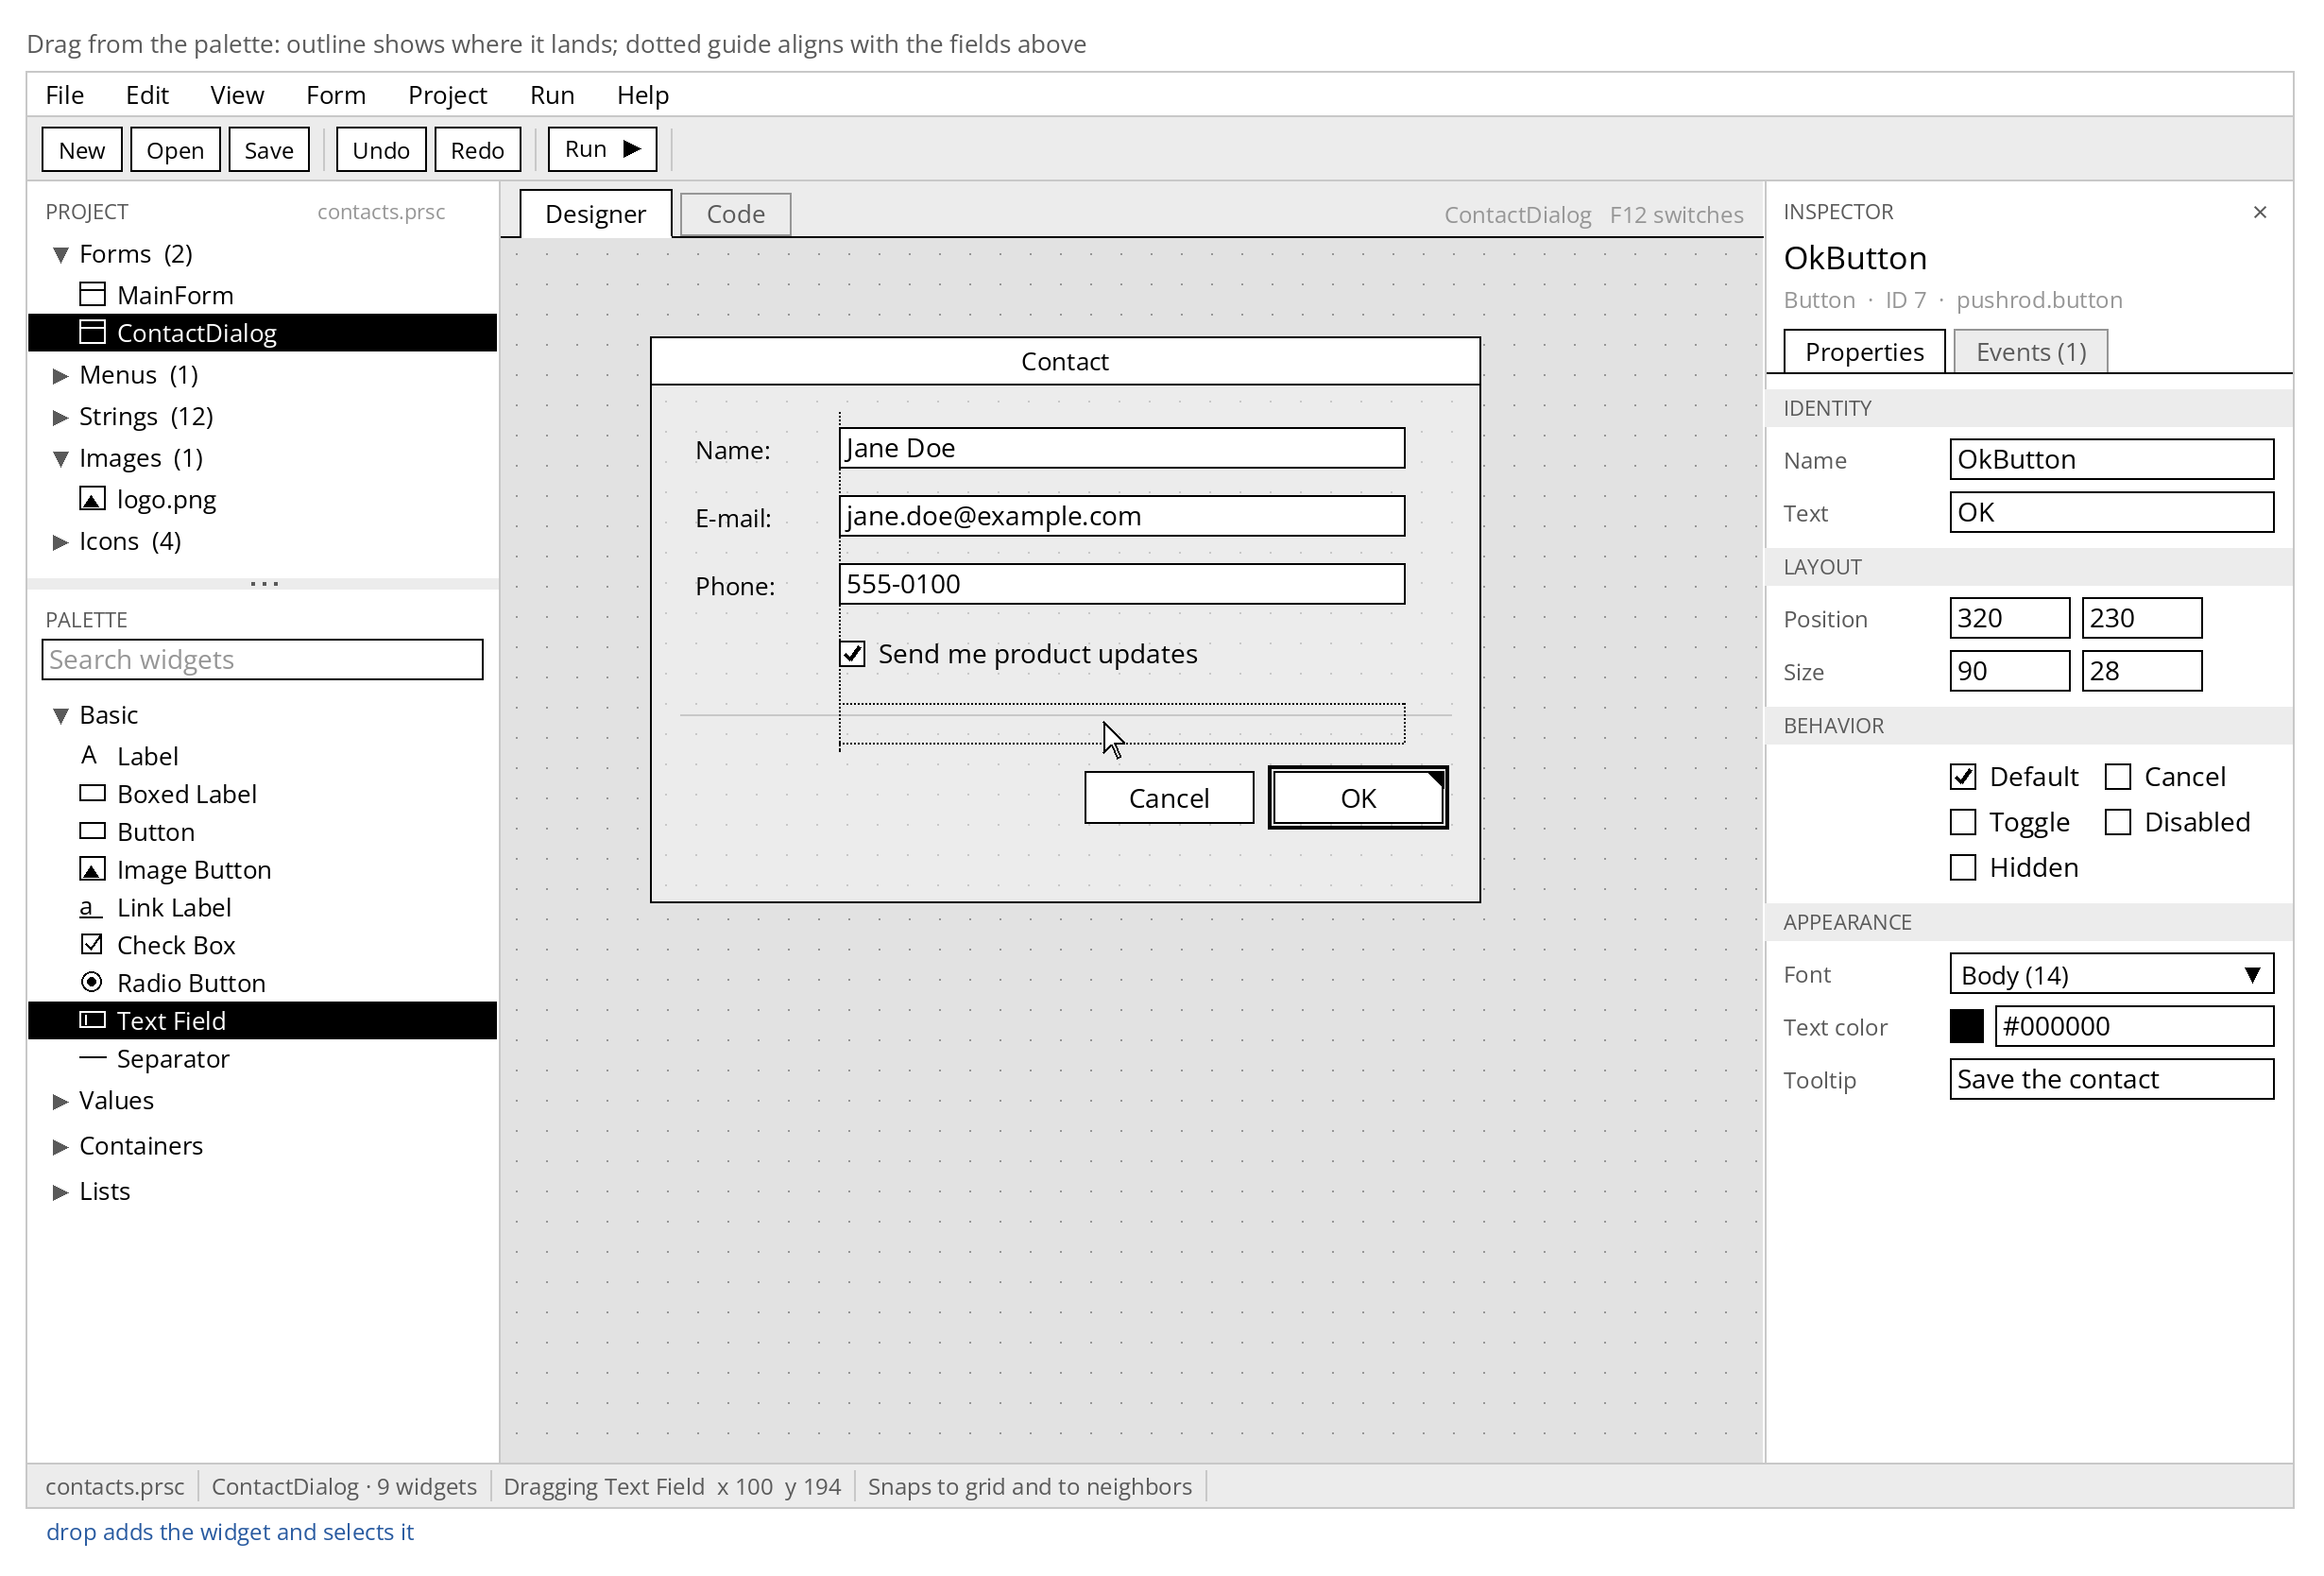 Drag from the palette: outline shows where it lands; dotted guide aligns with the fields above
File Edit View Form Project Run Help
New Open Save Undo Redo Run
PROJECT contacts.prsc
Forms (2)
MainForm
ContactDialog
Menus (1)
Strings (12)
Images (1)
logo.png
Icons (4)
PALETTE
Search widgets
Basic
A Label
Boxed Label
Button
Image Button
a Link Label
Check Box
Radio Button
Text Field
Separator
Values
Containers
Lists
Designer Code ContactDialog F12 switches
Contact
Name: Jane Doe
E-mail: jane.doe@example.com
Phone: 555-0100
Send me product updates
Cancel OK
INSPECTOR ×
OkButton
Button · ID 7 · pushrod.button
Properties Events (1)
IDENTITY
Name OkButton
Text OK
LAYOUT
Position 320 230
Size 90 28
BEHAVIOR
Default Cancel
Toggle Disabled
Hidden
APPEARANCE
Font Body (14)
Text color #000000
Tooltip Save the contact
contacts.prsc ContactDialog · 9 widgets Dragging Text Field x 100 y 194 Snaps to grid and to neighbors
drop adds the widget and selects it